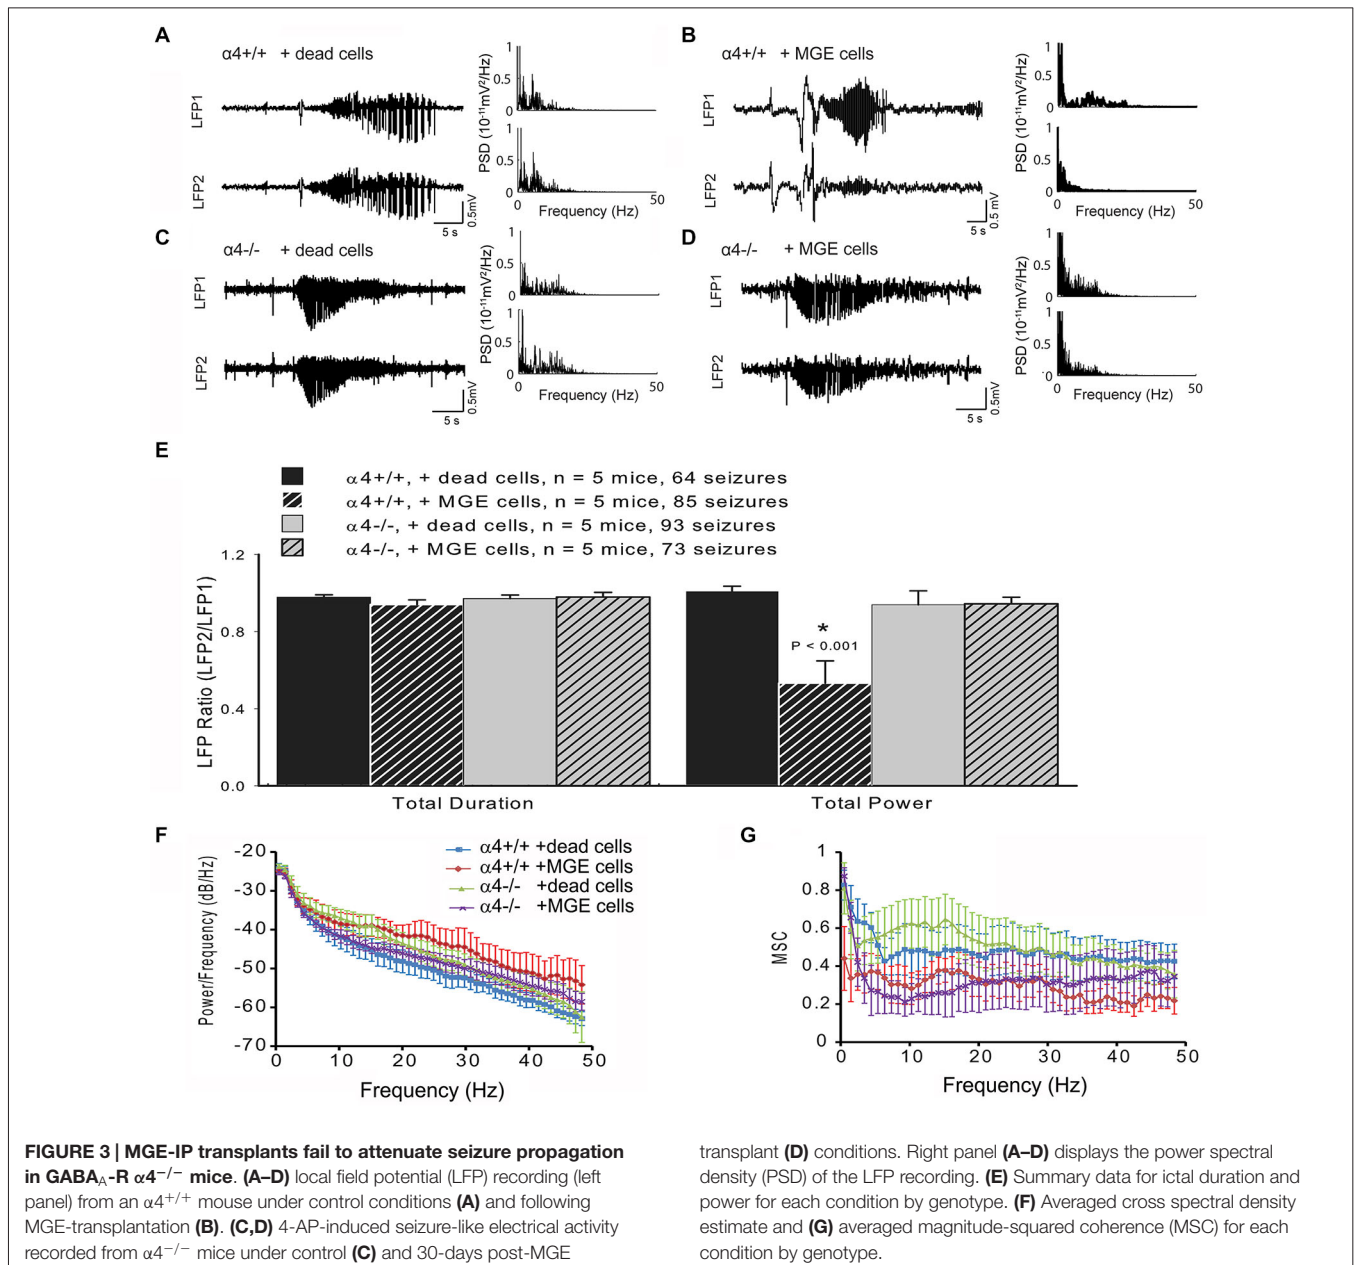 A
α4+/+ + dead cells
LFP1
LFP2
5 s
0.5mV
1
0.5
0
1
0.5
0
0
50
PSD (10⁻¹¹mV²/Hz)
Frequency (Hz)
B
α4+/+ + MGE cells
LFP1
LFP2
5 s
0.5 mV
1
0.5
0
1
0.5
0
0
50
PSD (10⁻¹¹mV²/Hz)
Frequency (Hz)
C
α4-/- + dead cells
LFP1
LFP2
5 s
0.5mV
1
0.5
0
1
0.5
0
0
50
PSD (10⁻¹¹mV²/Hz)
Frequency (Hz)
D
α4-/- + MGE cells
LFP1
LFP2
5 s
0.5mV
1
0.5
0
1
0.5
0
0
50
PSD (10⁻¹¹mV²/Hz)
Frequency (Hz)
E
α4+/+, + dead cells, n = 5 mice, 64 seizures
α4+/+, + MGE cells, n = 5 mice, 85 seizures
α4-/-, + dead cells, n = 5 mice, 93 seizures
α4-/-, + MGE cells, n = 5 mice, 73 seizures
LFP Ratio (LFP2/LFP1)
1.2
0.8
0.4
0.0
*
P < 0.001
Total Duration
Total Power
F
α4+/+ +dead cells
α4+/+ +MGE cells
α4-/- +dead cells
α4-/- +MGE cells
Power/Frequency (dB/Hz)
-20
-30
-40
-50
-60
-70
0 10 20 30 40 50
Frequency (Hz)
G
MSC
1
0.8
0.6
0.4
0.2
0
0 10 20 30 40 50
Frequency (Hz)
FIGURE 3 | MGE-IP transplants fail to attenuate seizure propagation
in GABA_A-R α4⁻/⁻ mice. (A–D) local field potential (LFP) recording (left
panel) from an α4⁺/⁺ mouse under control conditions (A) and following
MGE-transplantation (B). (C,D) 4-AP-induced seizure-like electrical activity
recorded from α4⁻/⁻ mice under control (C) and 30-days post-MGE
transplant (D) conditions. Right panel (A–D) displays the power spectral
density (PSD) of the LFP recording. (E) Summary data for ictal duration and
power for each condition by genotype. (F) Averaged cross spectral density
estimate and (G) averaged magnitude-squared coherence (MSC) for each
condition by genotype.